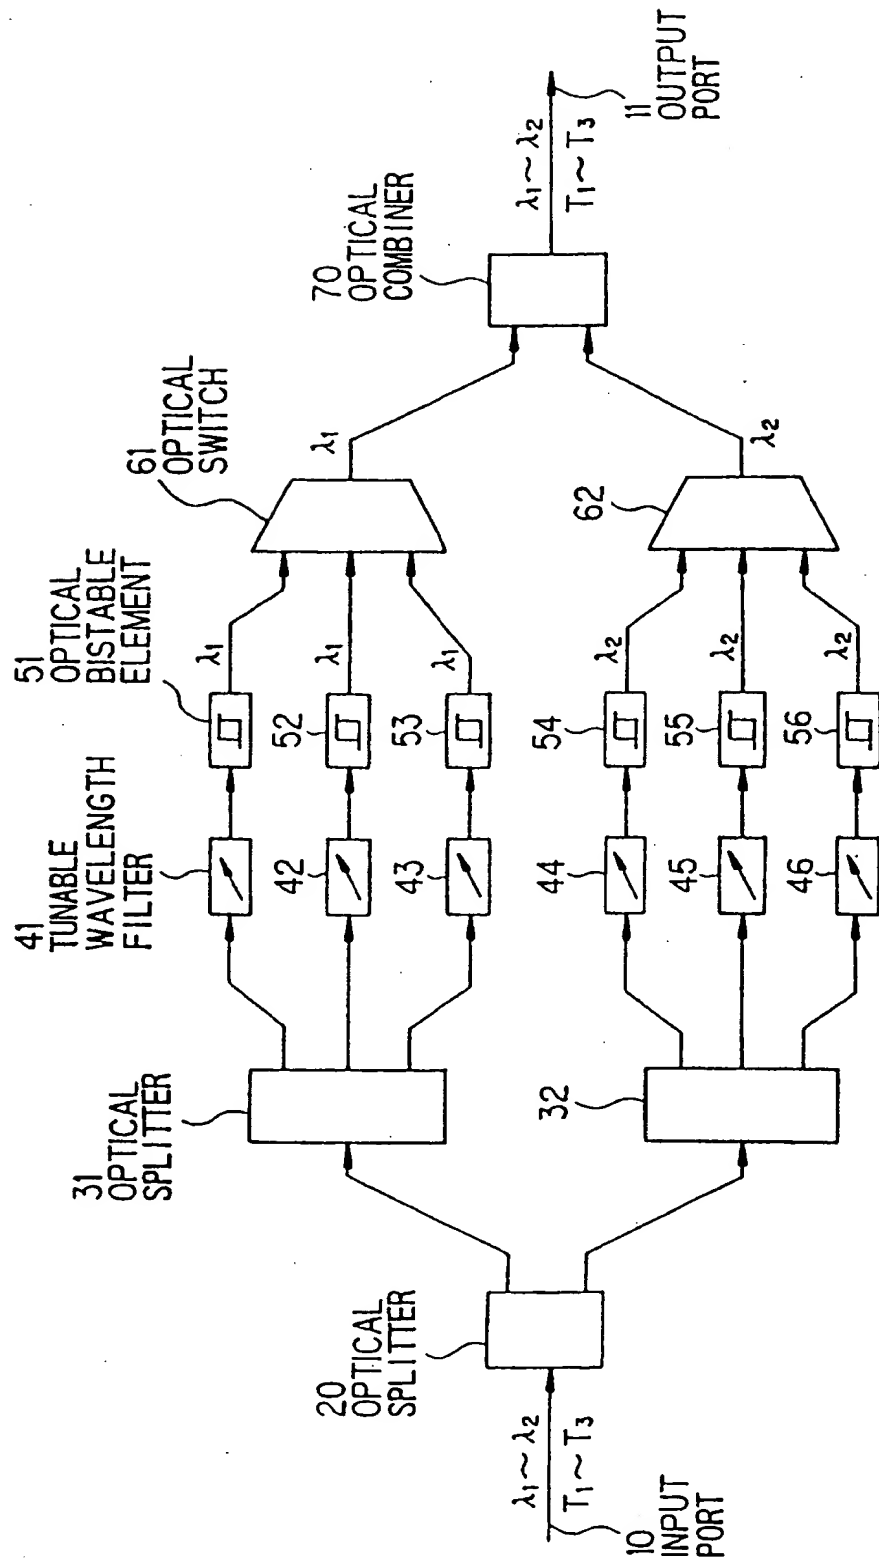 10
INPUT
PORT
λ1~λ2
T1~T3
20
OPTICAL
SPLITTER
31
OPTICAL
SPLITTER
32
41
TUNABLE
WAVELENGTH
FILTER
42
43
44
45
46
51
OPTICAL
BISTABLE
ELEMENT
52
53
54
55
56
λ1
λ1
λ1
λ2
λ2
λ2
61
OPTICAL
SWITCH
62
λ1
λ2
70
OPTICAL
COMBINER
λ1~λ2
T1~T3
11
OUTPUT
PORT